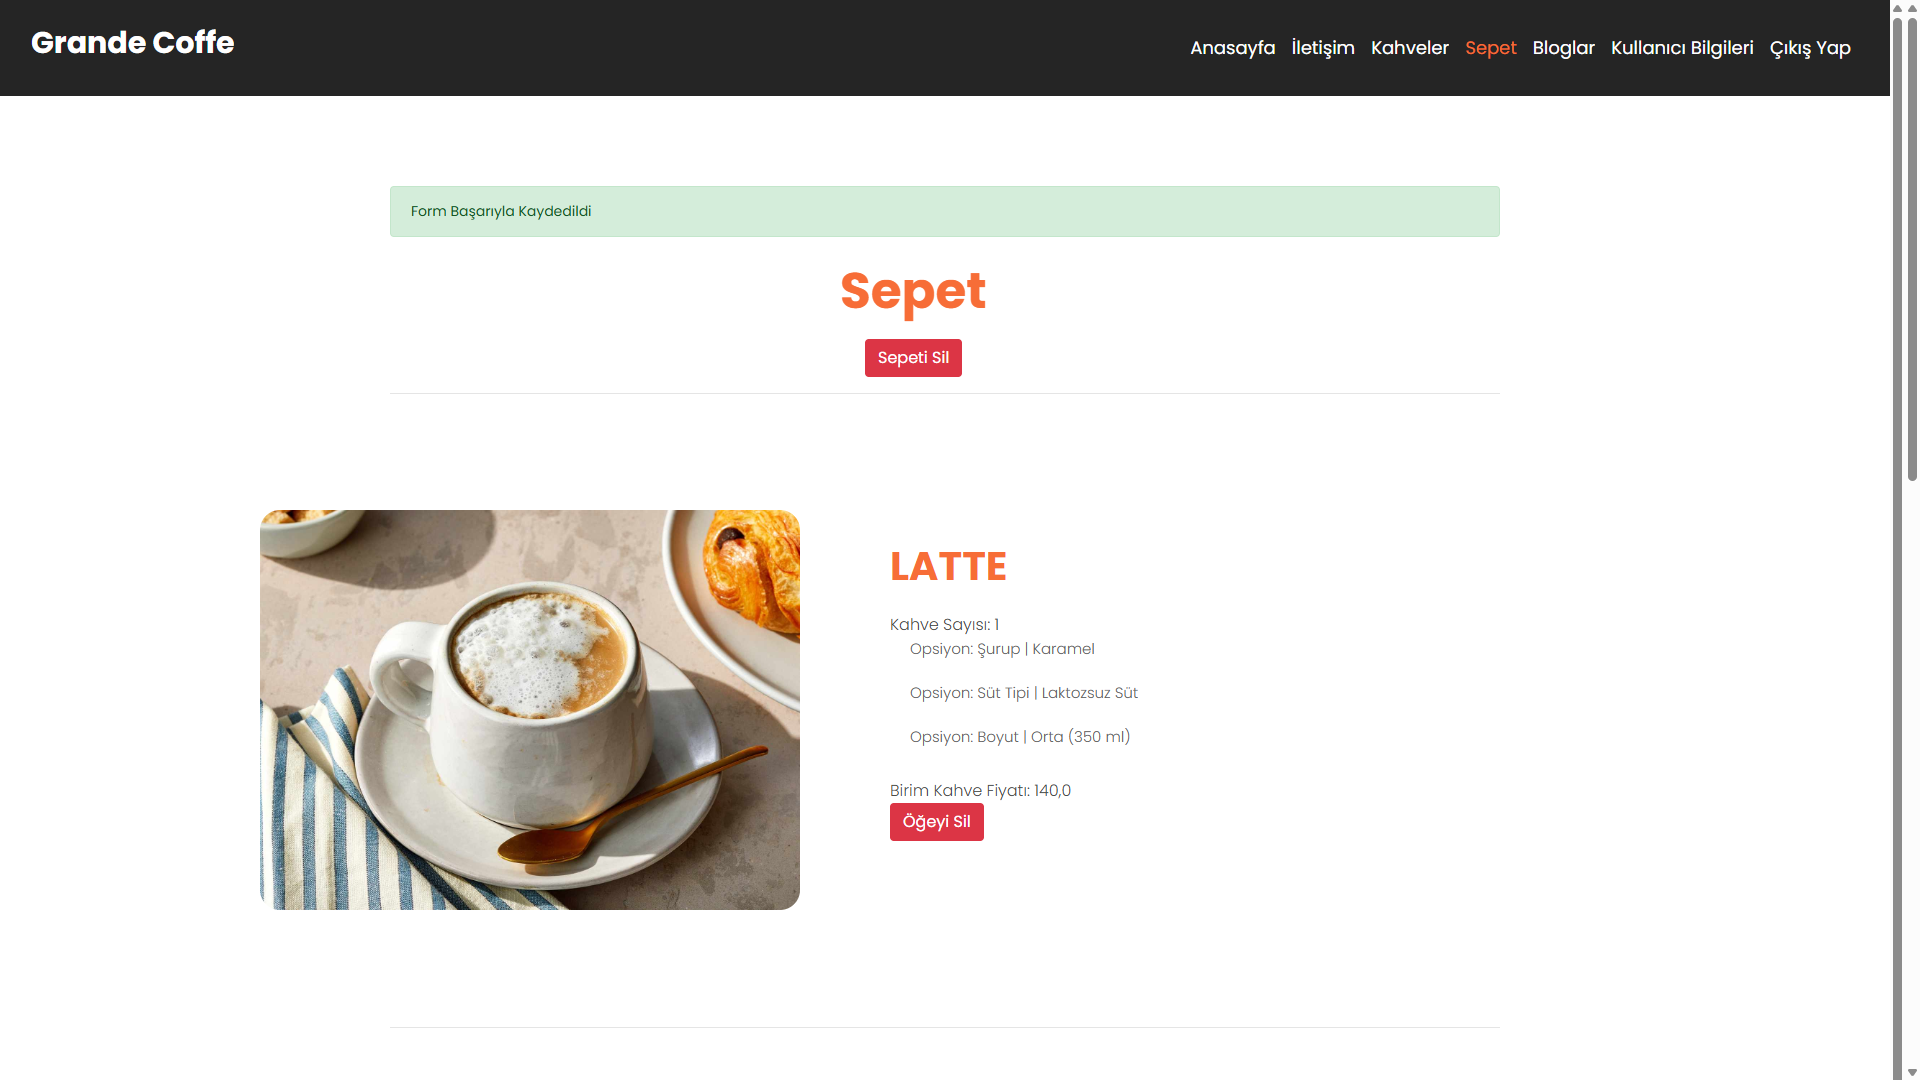 Grande Coffe
Anasayfa İletişim Kahveler Sepet Bloglar Kullanıcı Bilgileri Çıkış Yap
Form Başarıyla Kaydedildi
Sepet
Sepeti Sil
LATTE
Kahve Sayısı: 1
Opsiyon: Şurup | Karamel
Opsiyon: Süt Tipi | Laktozsuz Süt
Opsiyon: Boyut | Orta (350 ml)
Birim Kahve Fiyatı: 140,0
Öğeyi Sil